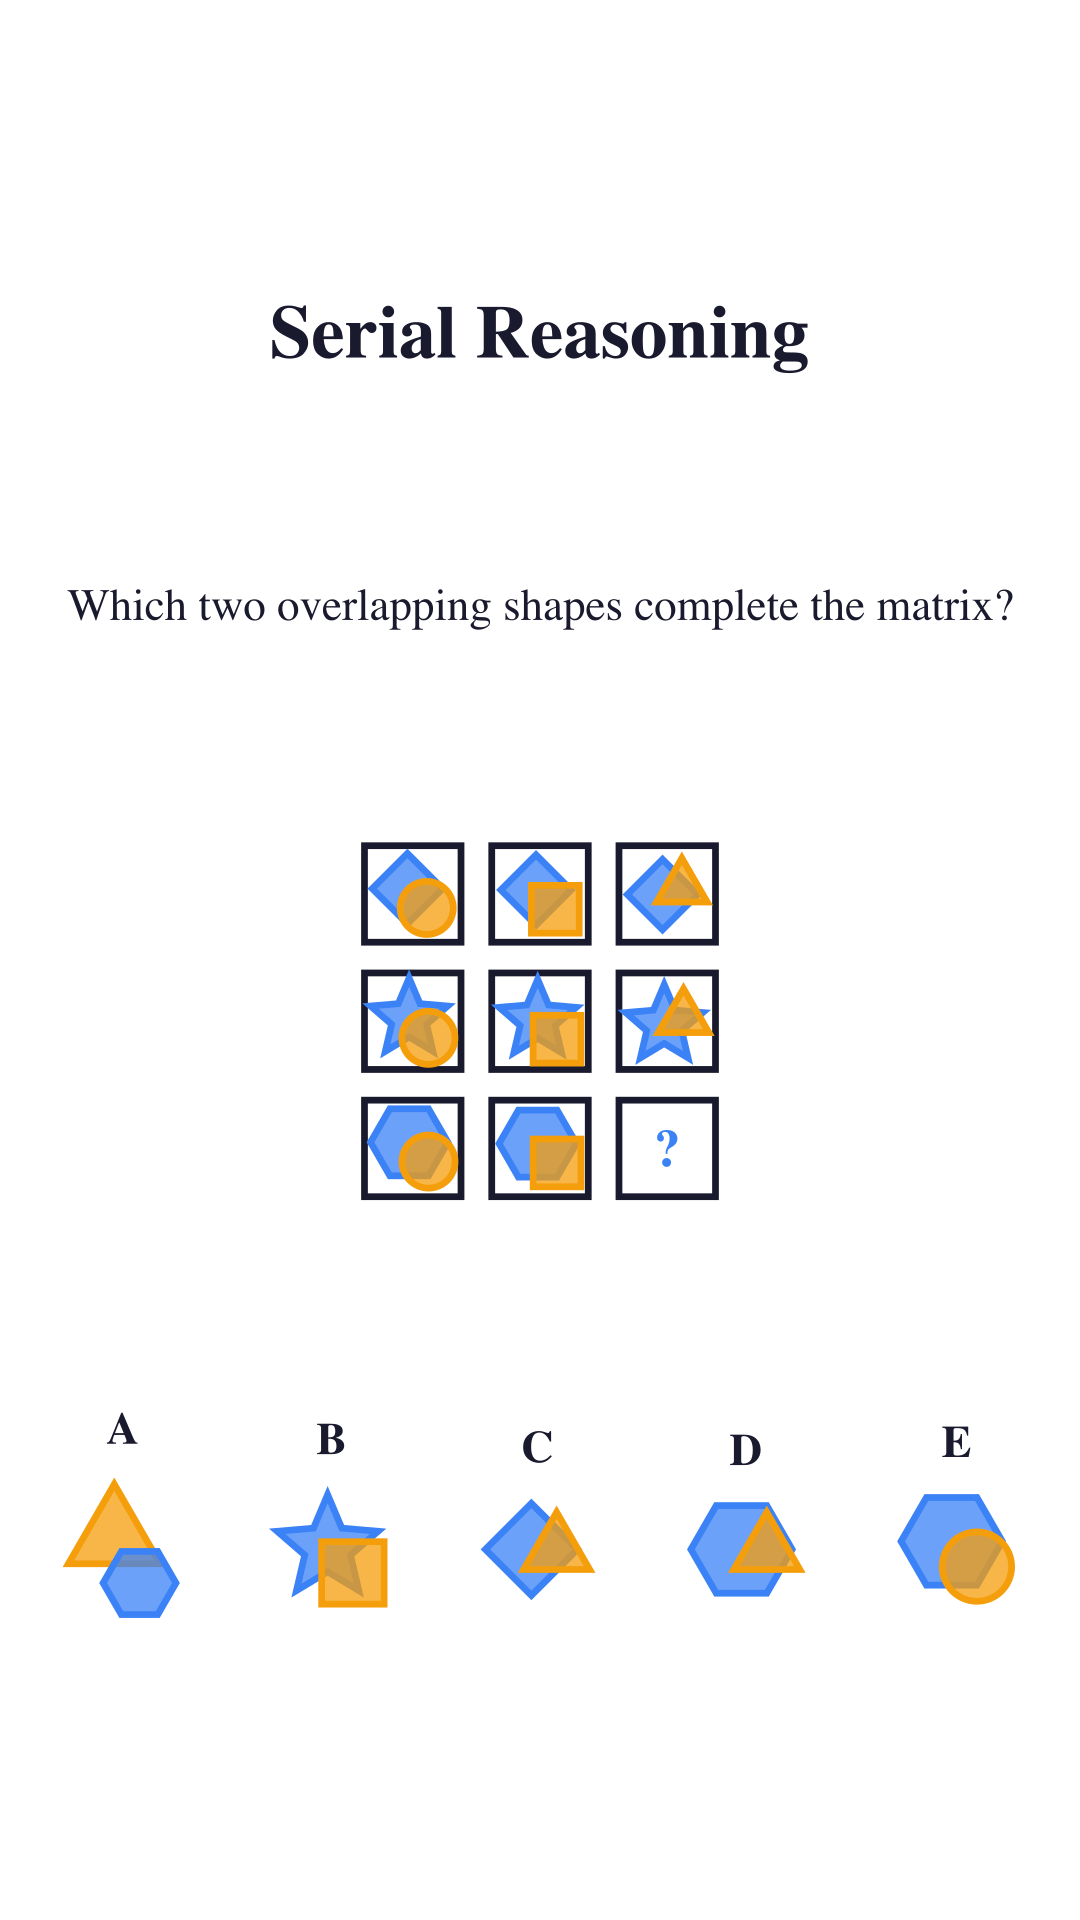 Serial Reasoning
Which two overlapping shapes complete the matrix?
?
A B C D E